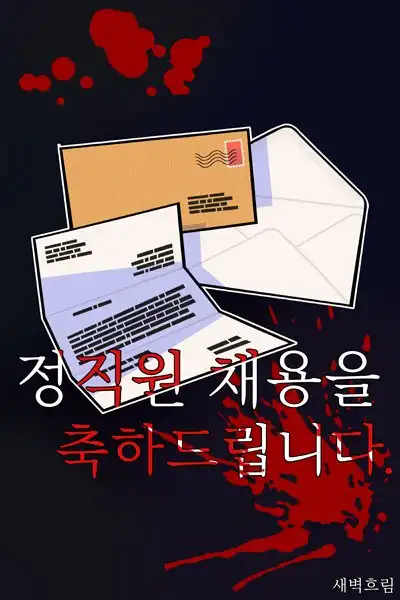 정직원 채용을
축하드립니다
새벽흐림